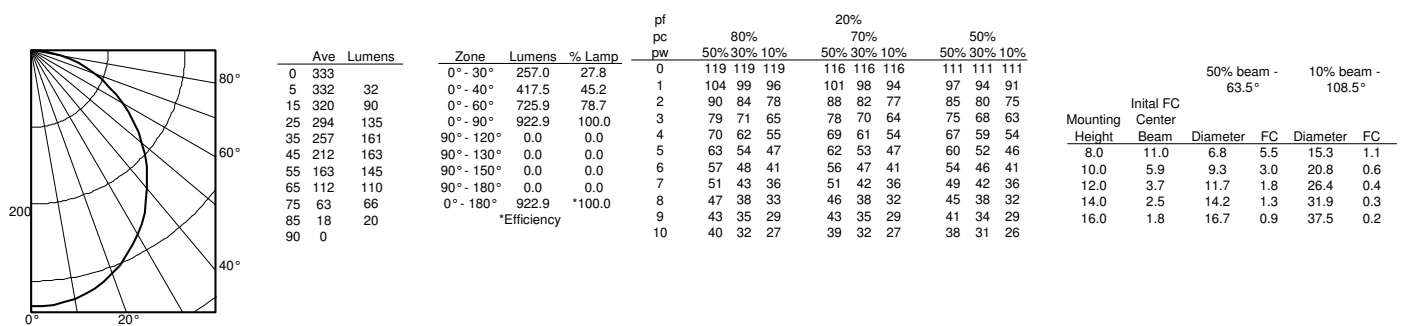 80°
60°
200
40°
0° 20°
Ave Lumens
0 333
5 332 32
15 320 90
25 294 135
35 257 161
45 212 163
55 163 145
65 112 110
75 63 66
85 18 20
90 0
Zone Lumens % Lamp
0° - 30° 257.0 27.8
0° - 40° 417.5 45.2
0° - 60° 725.9 78.7
0° - 90° 922.9 100.0
90° - 120° 0.0 0.0
90° - 130° 0.0 0.0
90° - 150° 0.0 0.0
90° - 180° 0.0 0.0
0° - 180° 922.9 *100.0
*Efficiency
pf 20%
pc 80% 70% 50%
pw 50% 30% 10% 50% 30% 10% 50% 30% 10%
0 119 119 119 116 116 116 111 111 111
1 104 99 96 101 98 94 97 94 91
2 90 84 78 88 82 77 85 80 75
3 79 71 65 78 70 64 75 68 63
4 70 62 55 69 61 54 67 59 54
5 63 54 47 62 53 47 60 52 46
6 57 48 41 56 47 41 54 46 41
7 51 43 36 51 42 36 49 42 36
8 47 38 33 46 38 32 45 38 32
9 43 35 29 43 35 29 41 34 29
10 40 32 27 39 32 27 38 31 26
50% beam - 10% beam -
63.5° 108.5°
Inital FC
Mounting Center
Height Beam Diameter FC Diameter FC
8.0 11.0 6.8 5.5 15.3 1.1
10.0 5.9 9.3 3.0 20.8 0.6
12.0 3.7 11.7 1.8 26.4 0.4
14.0 2.5 14.2 1.3 31.9 0.3
16.0 1.8 16.7 0.9 37.5 0.2